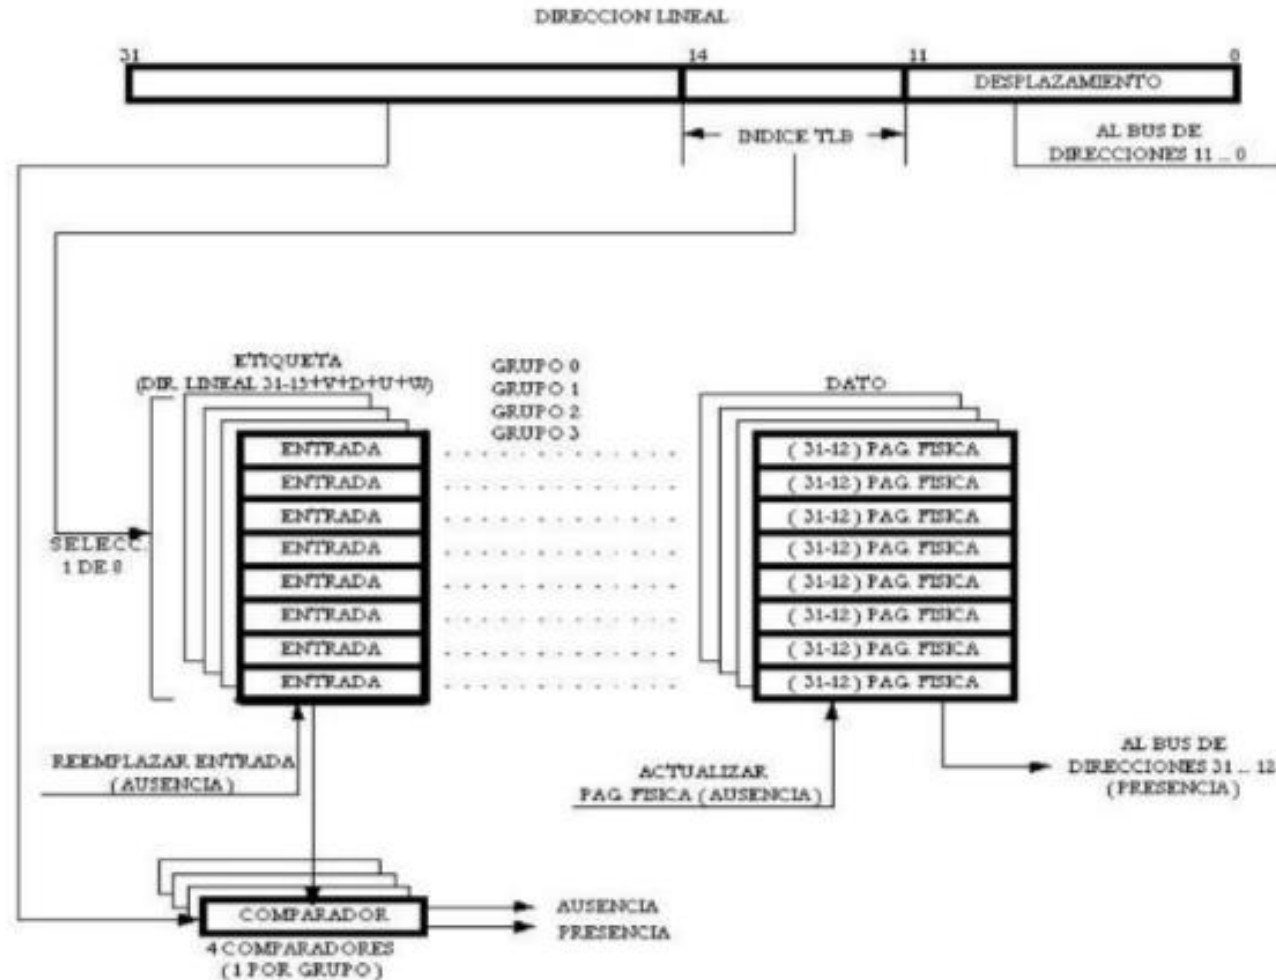 DIRECCION LINEAL
31 14 11 0
DESPLAZAMIENTO
INDICE TLB
AL BUS DE
DIRECCIONES 11 ... 0
ETIQUETA
(DIR. LINEAL 31-15+V+D+U+W)
GRUPO 0
GRUPO 1
GRUPO 2
GRUPO 3
DATO
ENTRADA
ENTRADA
ENTRADA
ENTRADA
ENTRADA
ENTRADA
ENTRADA
ENTRADA
( 31-12 ) PAG. FISICA
( 31-12 ) PAG. FISICA
( 31-12 ) PAG. FISICA
( 31-12 ) PAG. FISICA
( 31-12 ) PAG. FISICA
( 31-12 ) PAG. FISICA
( 31-12 ) PAG. FISICA
( 31-12 ) PAG. FISICA
SELECC.
1 DE 8
REEMPLAZAR ENTRADA
( AUSENCIA )
ACTUALIZAR
PAG. FISICA ( AUSENCIA )
AL BUS DE
DIRECCIONES 31 ... 12
( PRESENCIA )
COMPARADOR
AUSENCIA
PRESENCIA
4 COMPARADORES
( 1 POR GRUPO )